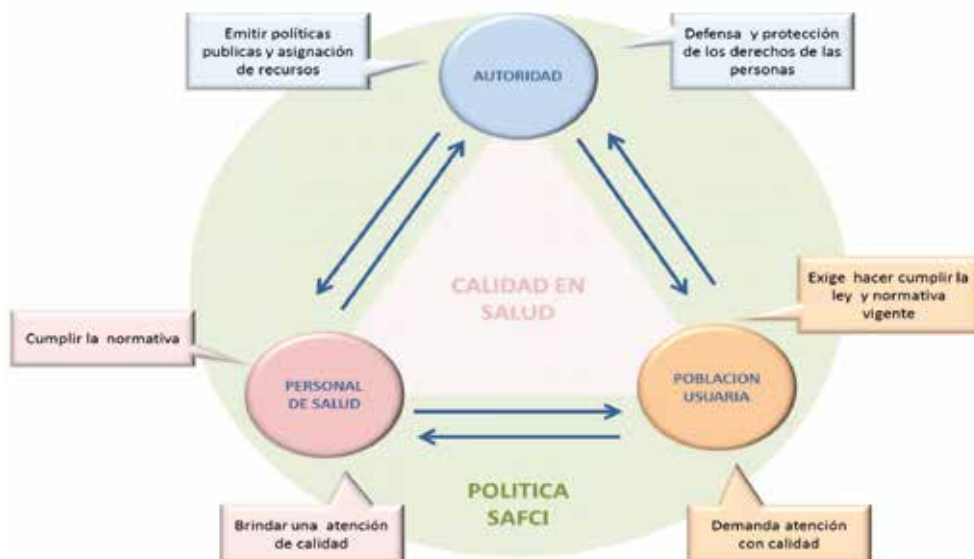 Emitir políticas
publicas y asignación
de recursos
AUTORIDAD
Defensa y protección
de los derechos de las
personas
CALIDAD EN
SALUD
Exige hacer cumplir la
ley y normativa
vigente
Cumplir la normativa
PERSONAL
DE SALUD
POBLACION
USUARIA
POLITICA
SAFCI
Brindar una atención
de calidad
Demanda atención
con calidad